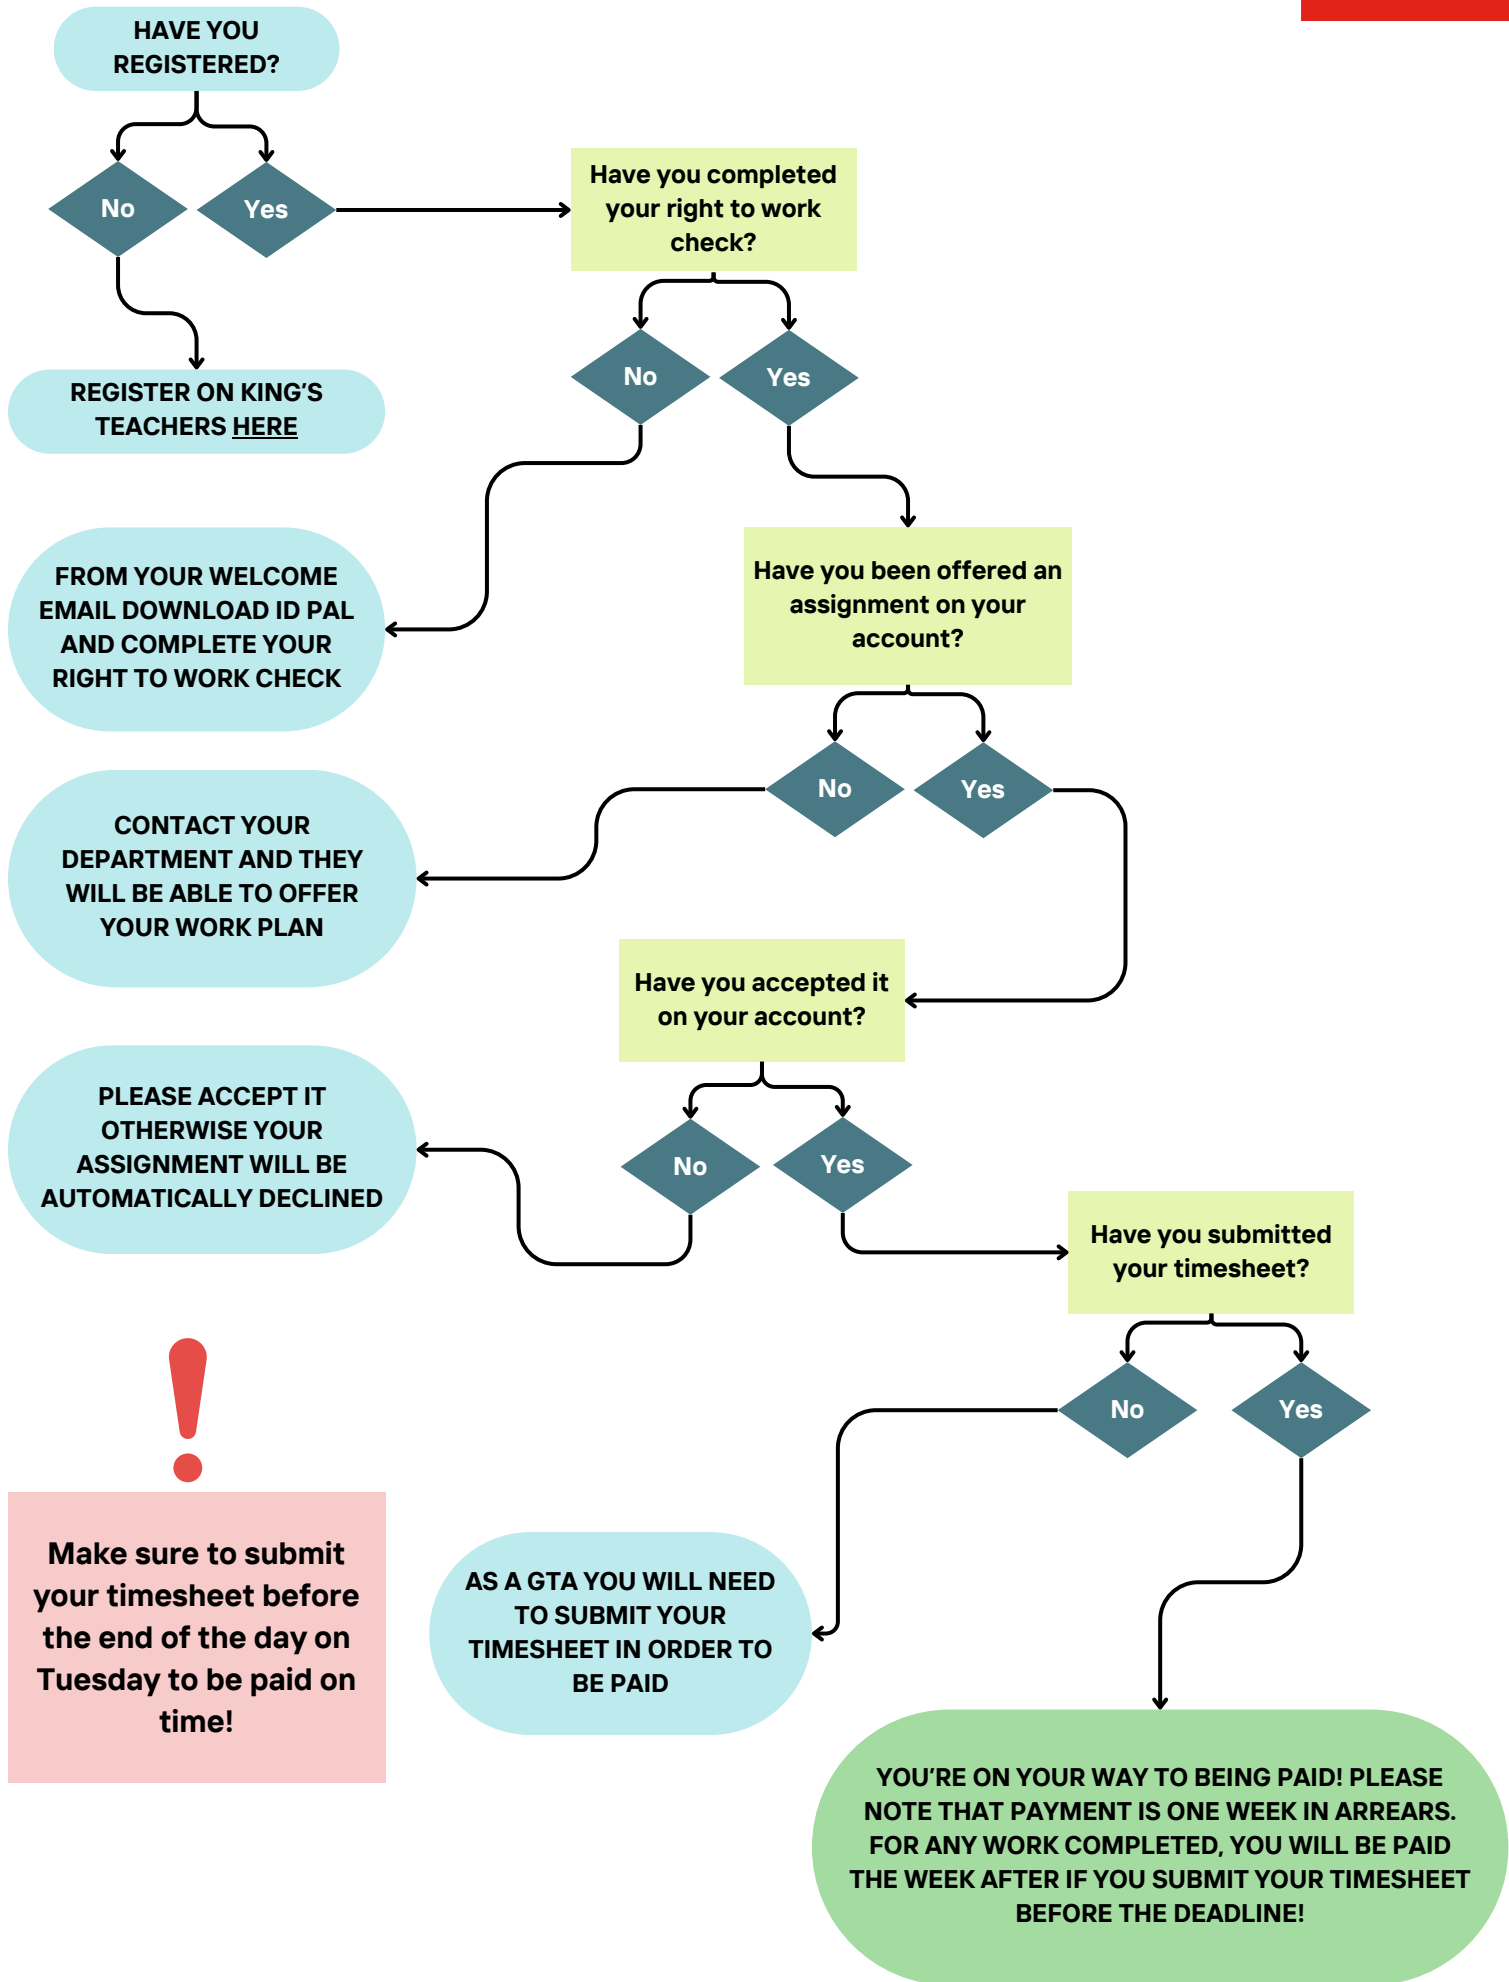 HAVE YOU
REGISTERED?
No
Yes
Have you completed
your right to work
check?
REGISTER ON KING'S
TEACHERS HERE
No
Yes
FROM YOUR WELCOME
EMAIL DOWNLOAD ID PAL
AND COMPLETE YOUR
RIGHT TO WORK CHECK
Have you been offered an
assignment on your
account?
No
Yes
CONTACT YOUR
DEPARTMENT AND THEY
WILL BE ABLE TO OFFER
YOUR WORK PLAN
Have you accepted it
on your account?
PLEASE ACCEPT IT
OTHERWISE YOUR
ASSIGNMENT WILL BE
AUTOMATICALLY DECLINED
No
Yes
Have you submitted
your timesheet?
No
Yes
Make sure to submit
your timesheet before
the end of the day on
Tuesday to be paid on
time!
AS A GTA YOU WILL NEED
TO SUBMIT YOUR
TIMESHEET IN ORDER TO
BE PAID
YOU'RE ON YOUR WAY TO BEING PAID! PLEASE
NOTE THAT PAYMENT IS ONE WEEK IN ARREARS.
FOR ANY WORK COMPLETED, YOU WILL BE PAID
THE WEEK AFTER IF YOU SUBMIT YOUR TIMESHEET
BEFORE THE DEADLINE!